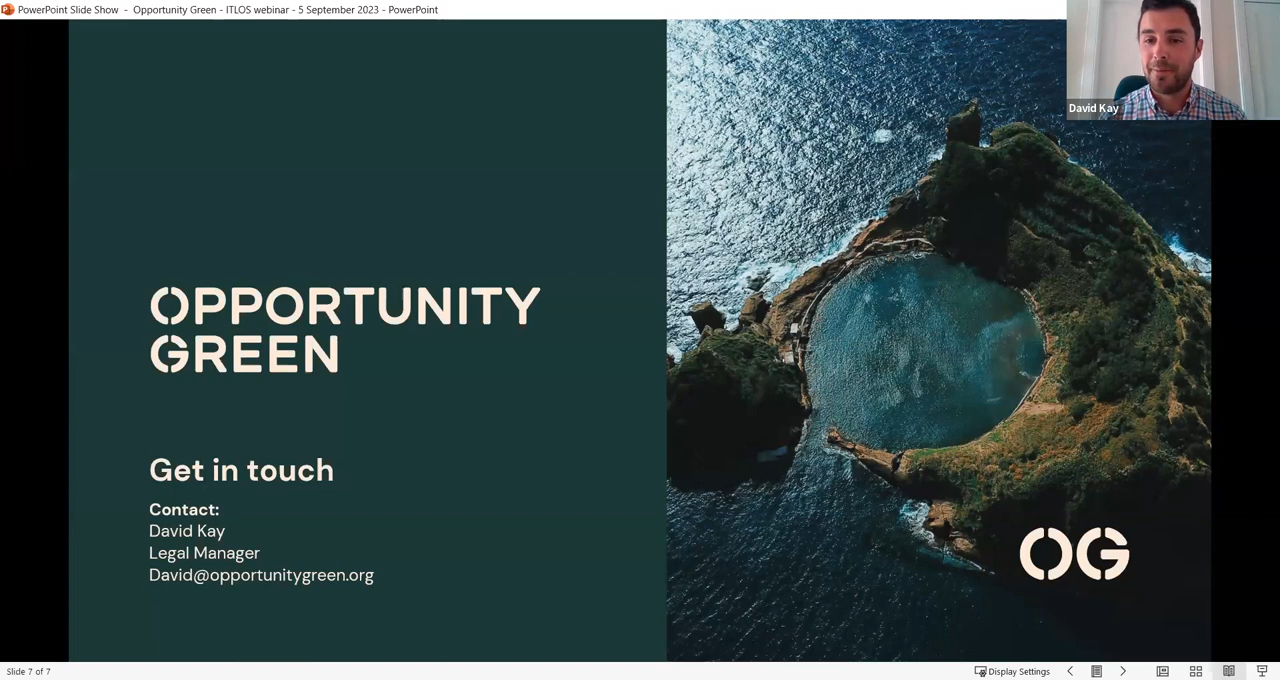 PowerPoint Slide Show - Opportunity Green - ITLOS webinar - 5 September 2023 - PowerPoint
David Kay
OPPORTUNITY
GREEN
Get in touch
Contact:
David Kay
Legal Manager
David@opportunitygreen.org
OG
Slide 7 of 7
Display Settings